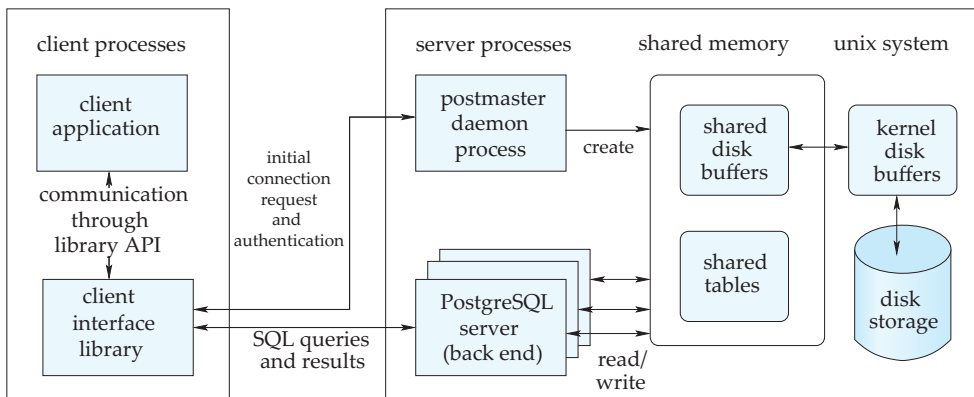 client processes
client
application
communication
through
library API
client
interface
library
initial
connection
request
and
authentication
SQL queries
and results
server processes
postmaster
daemon
process
create
PostgreSQL
server
(back end)
read/
write
shared memory
shared
disk
buffers
shared
tables
unix system
kernel
disk
buffers
disk
storage